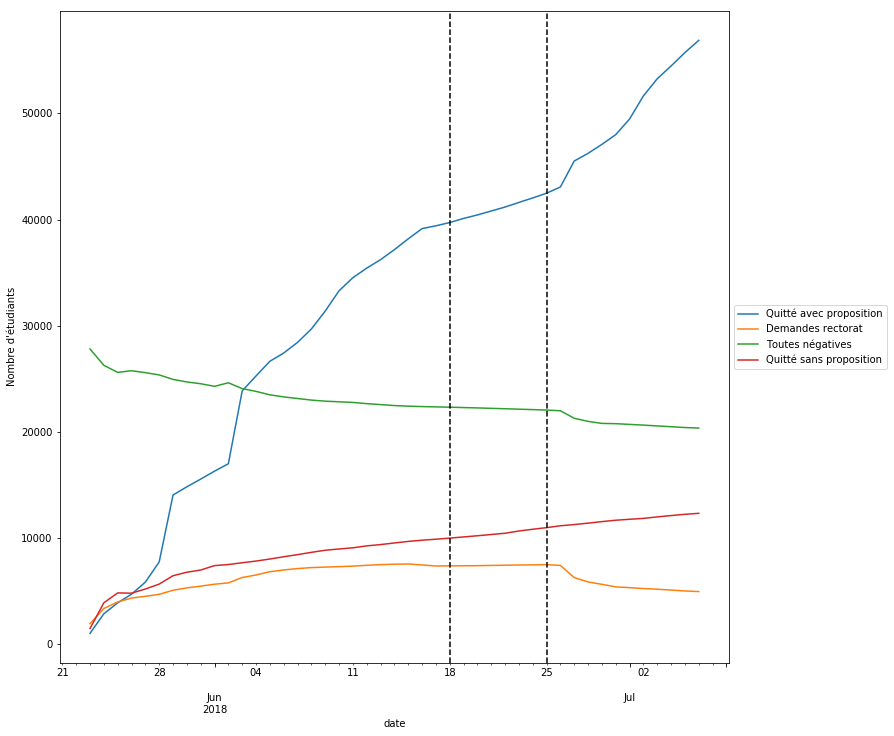 Nombre d'étudiants
50000
40000
30000
20000
10000
0
21 28 04 11 18 25 02
Jun Jul
2018
date
Quitté avec proposition
Demandes rectorat
Toutes négatives
Quitté sans proposition